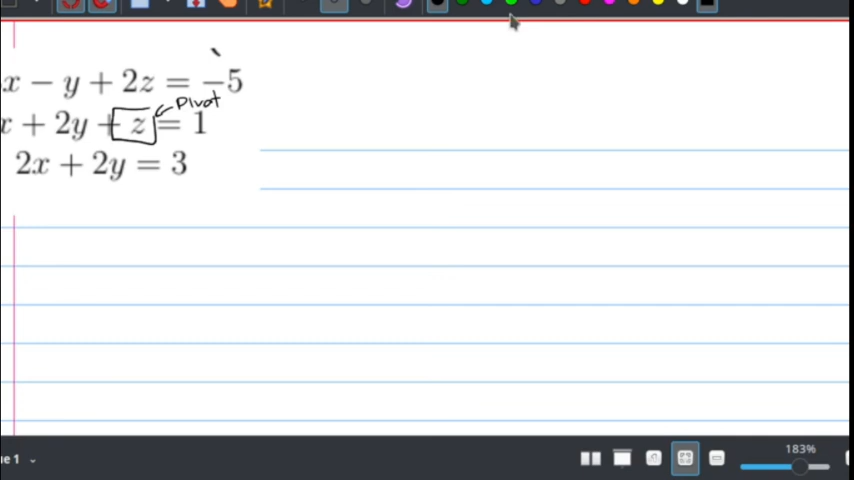 x − y + 2z = −5
Pivot
x + 2y + z = 1
2x + 2y = 3
183%